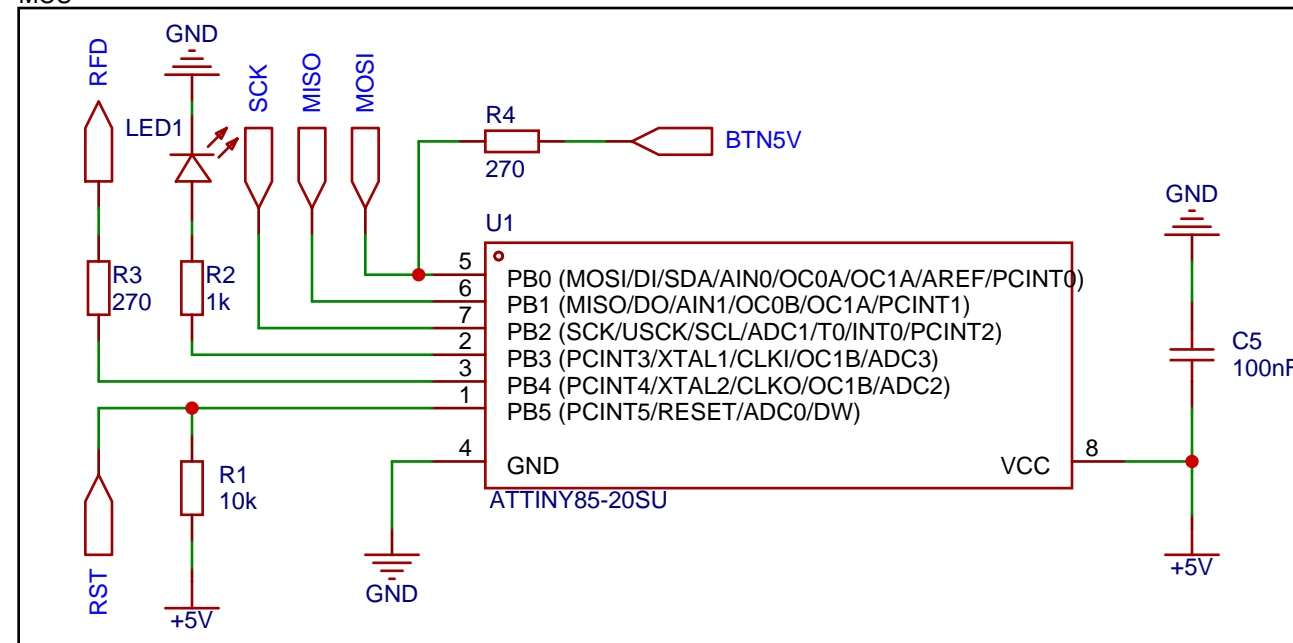 GND
RFD
LED1
SCK
MISO
MOSI
R4
270
BTN5V
GND
U1
R3
270
R2
1k
5
PB0 (MOSI/DI/SDA/AIN0/OC0A/OC1A/AREF/PCINT0)
6
PB1 (MISO/DO/AIN1/OC0B/OC1A/PCINT1)
7
PB2 (SCK/USCK/SCL/ADC1/T0/INT0/PCINT2)
2
PB3 (PCINT3/XTAL1/CLKI/OC1B/ADC3)
3
PB4 (PCINT4/XTAL2/CLKO/OC1B/ADC2)
1
PB5 (PCINT5/RESET/ADC0/DW)
C5
100nF
4
GND
VCC
8
R1
10k
ATTINY85-20SU
RST
+5V
GND
+5V